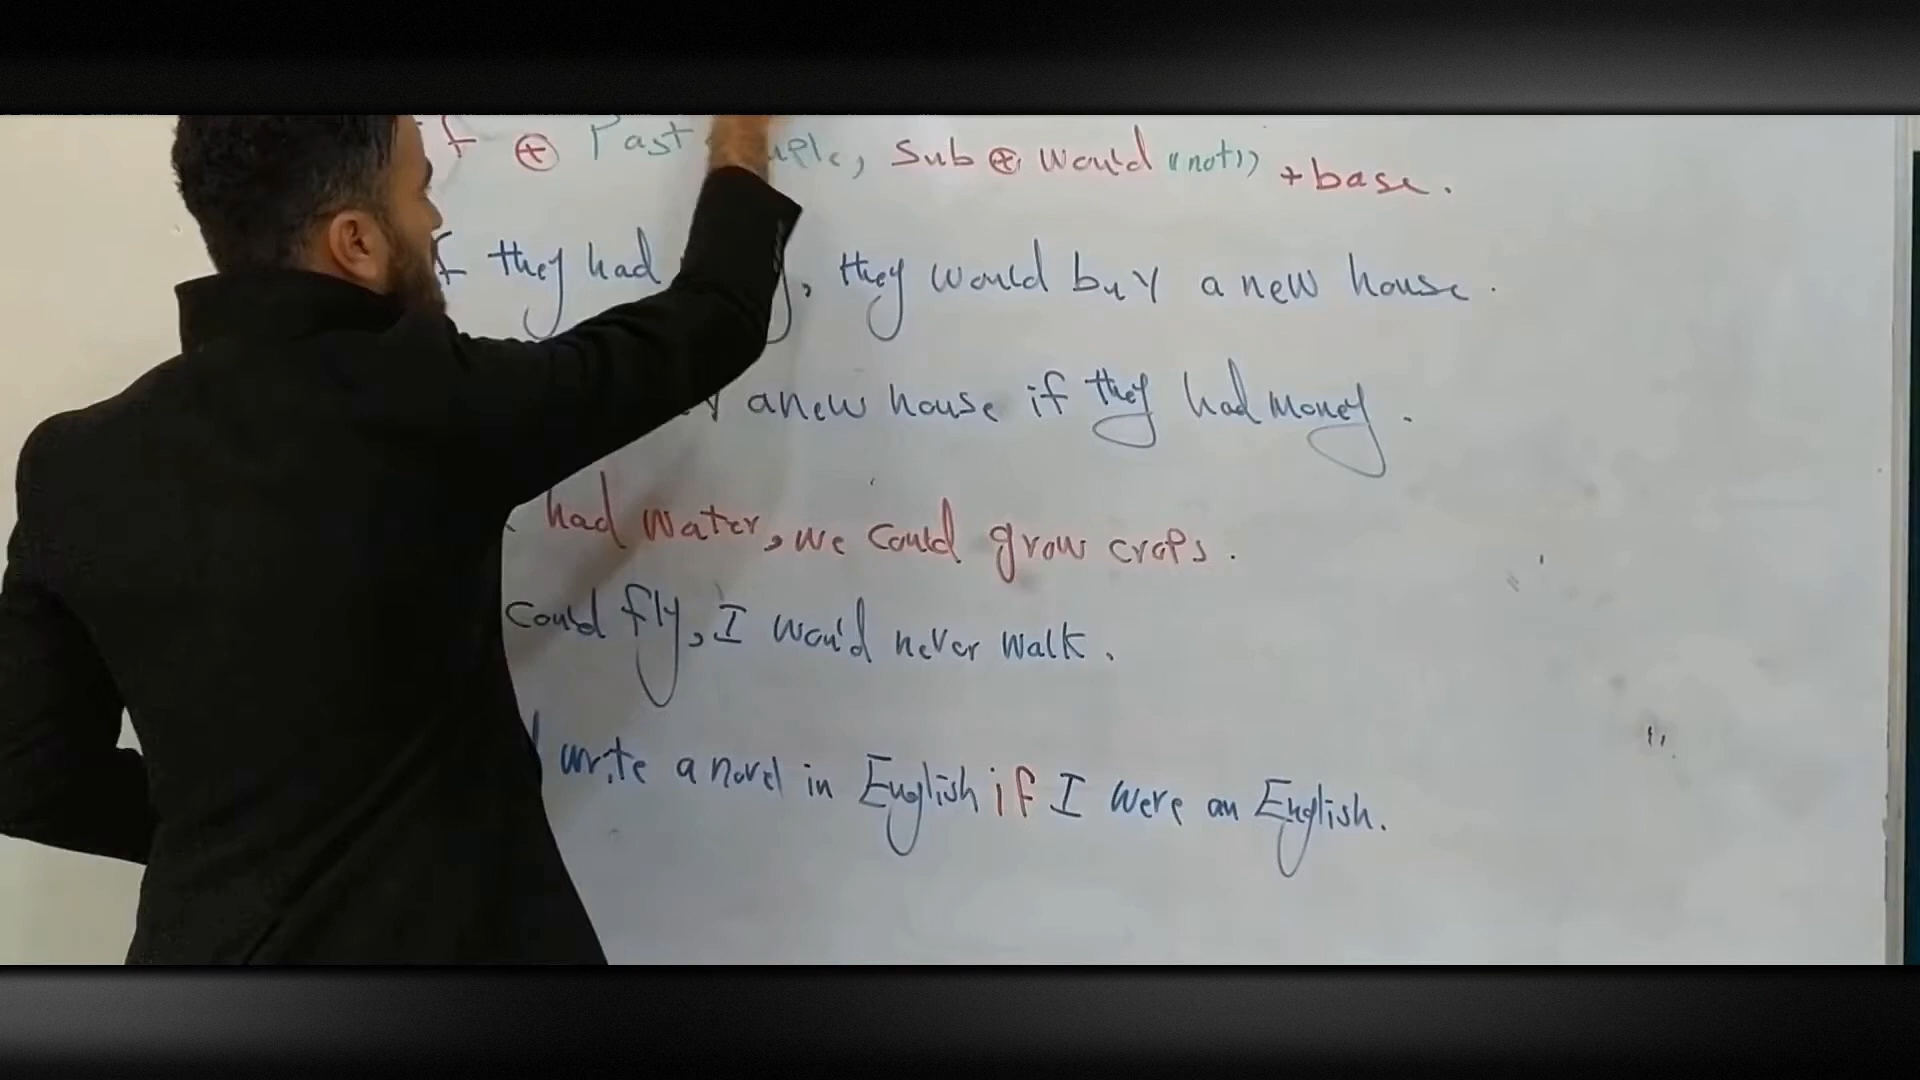 f ⊕ Past, Sub ⊕ would «not» + base.
If they had, they would buy a new house.
a new house if they had money.
had water, we could grow crops.
could fly, I would never walk.
write a novel in English if I were an English.